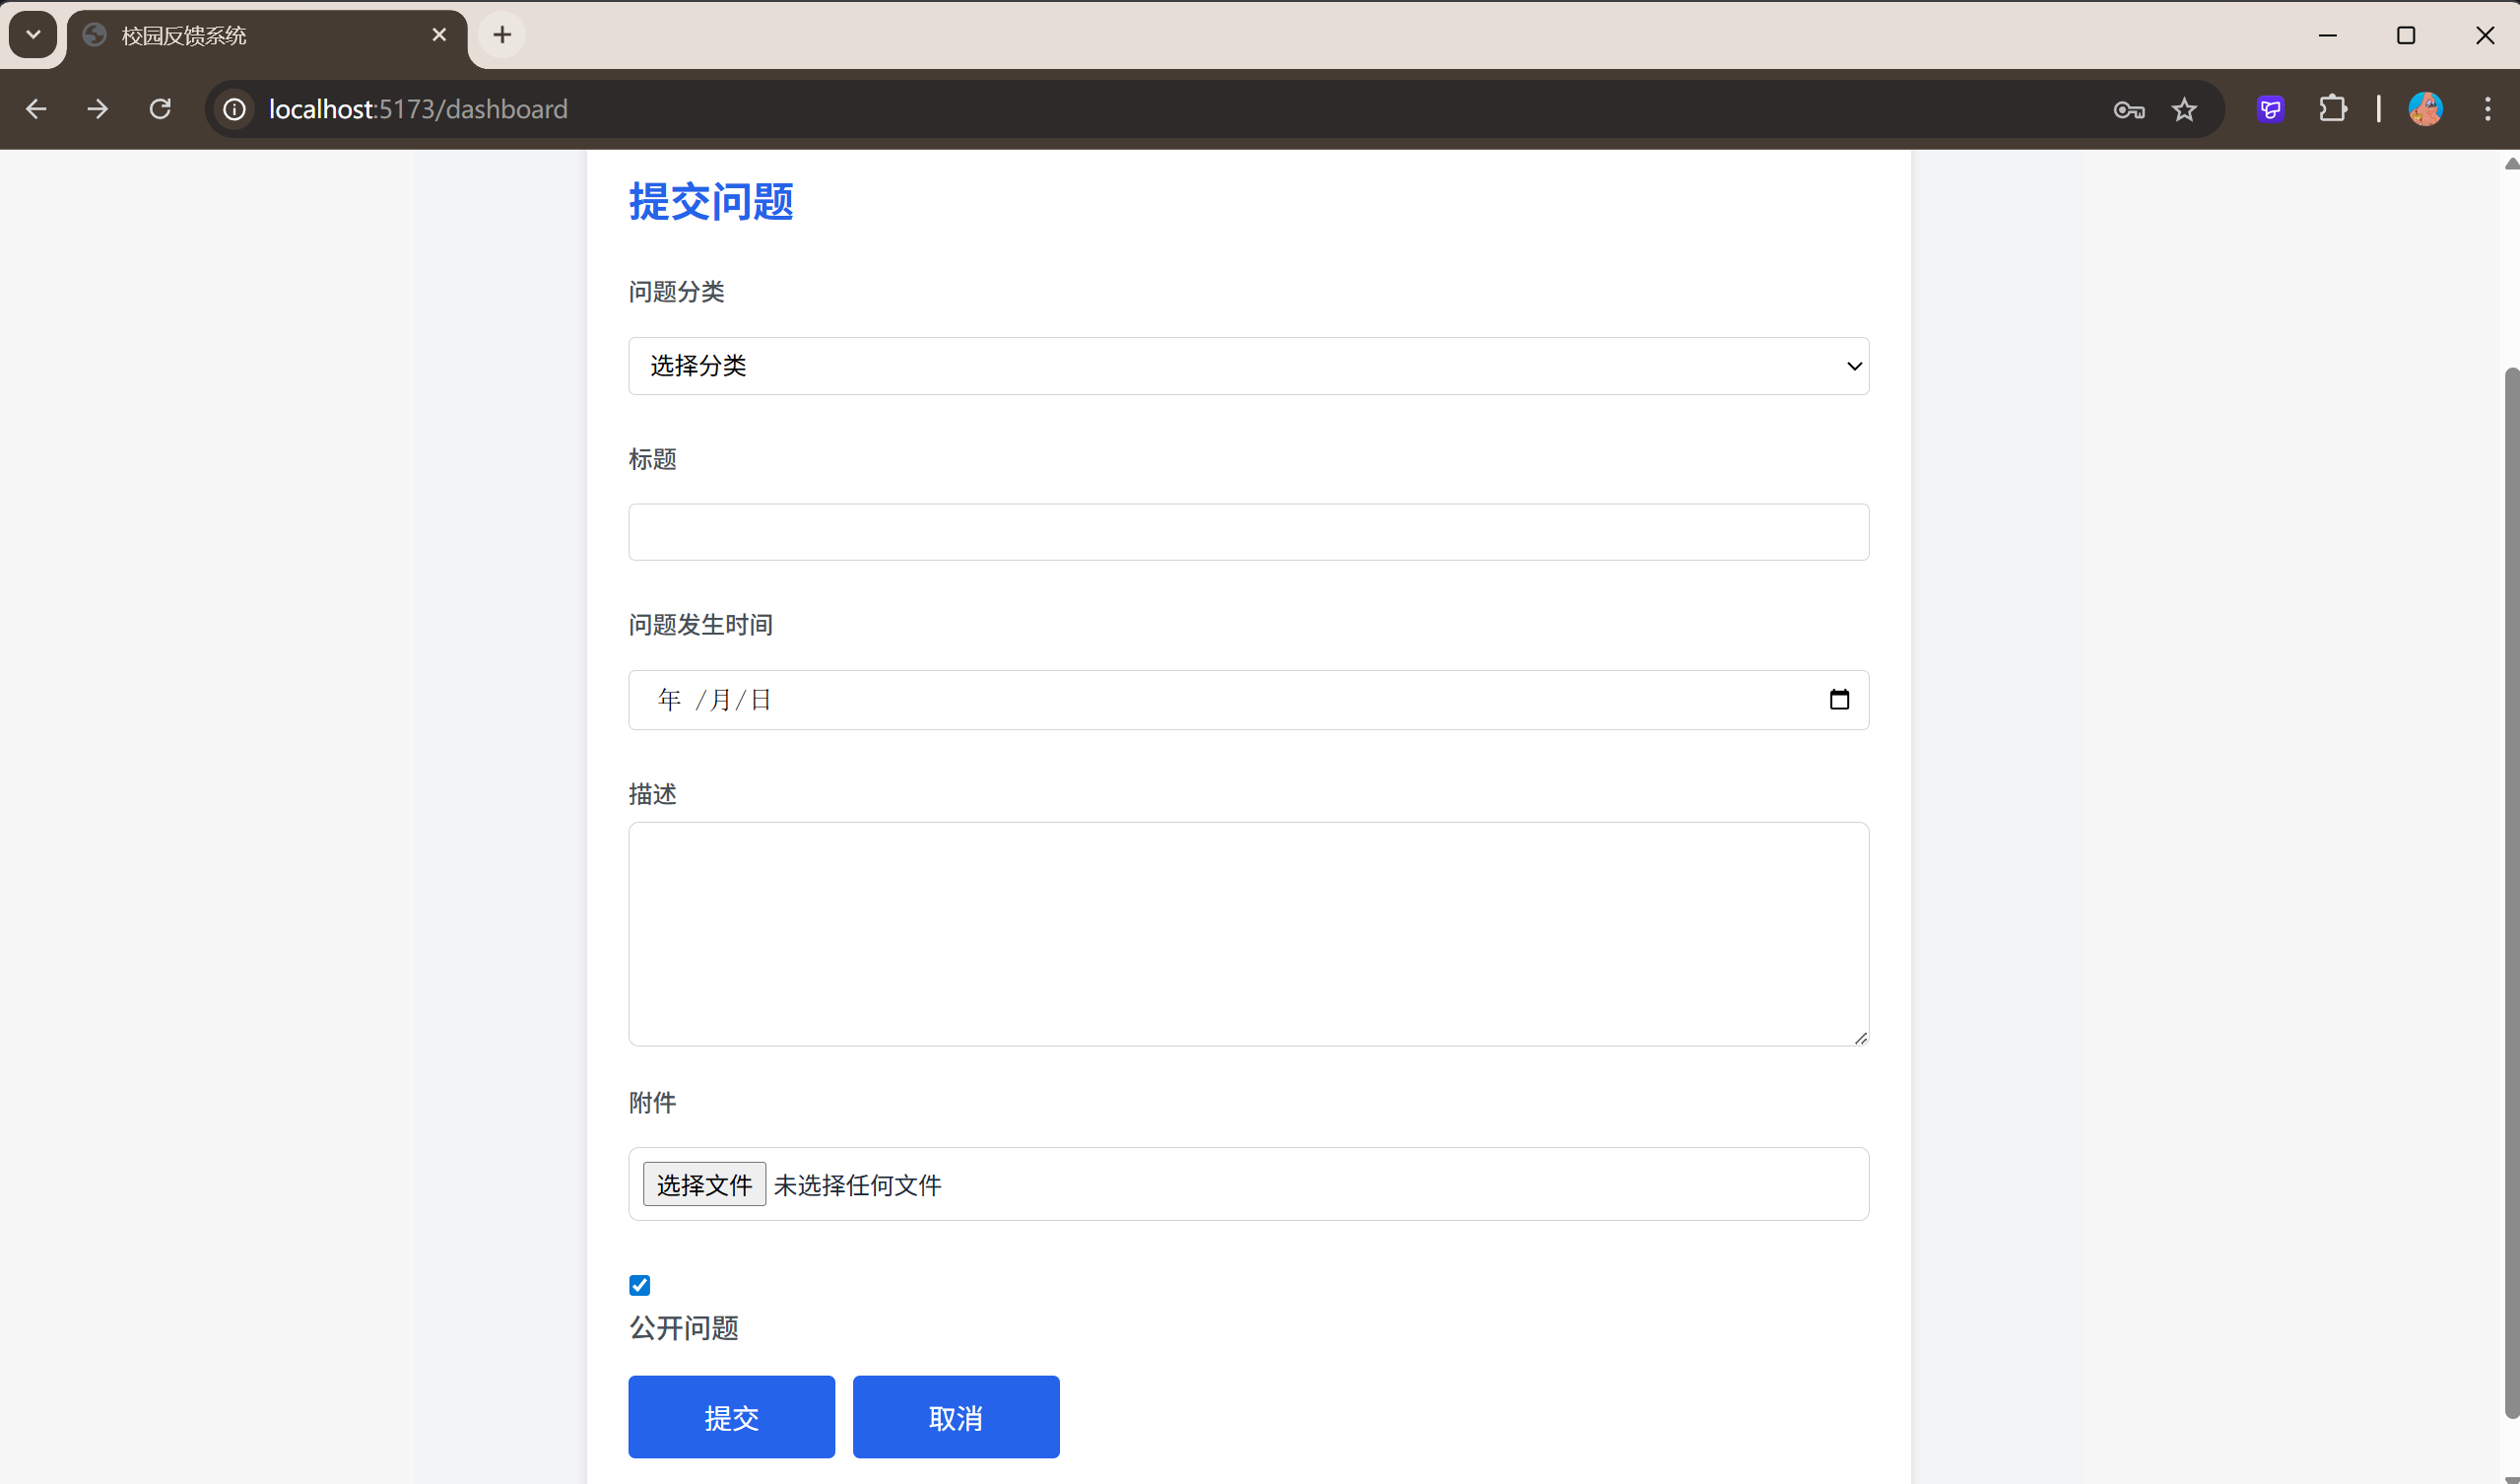 校园反馈系统
localhost:5173/dashboard
提交问题
问题分类
选择分类
标题
问题发生时间
年 /月/日
描述
附件
选择文件 未选择任何文件
公开问题
提交 取消